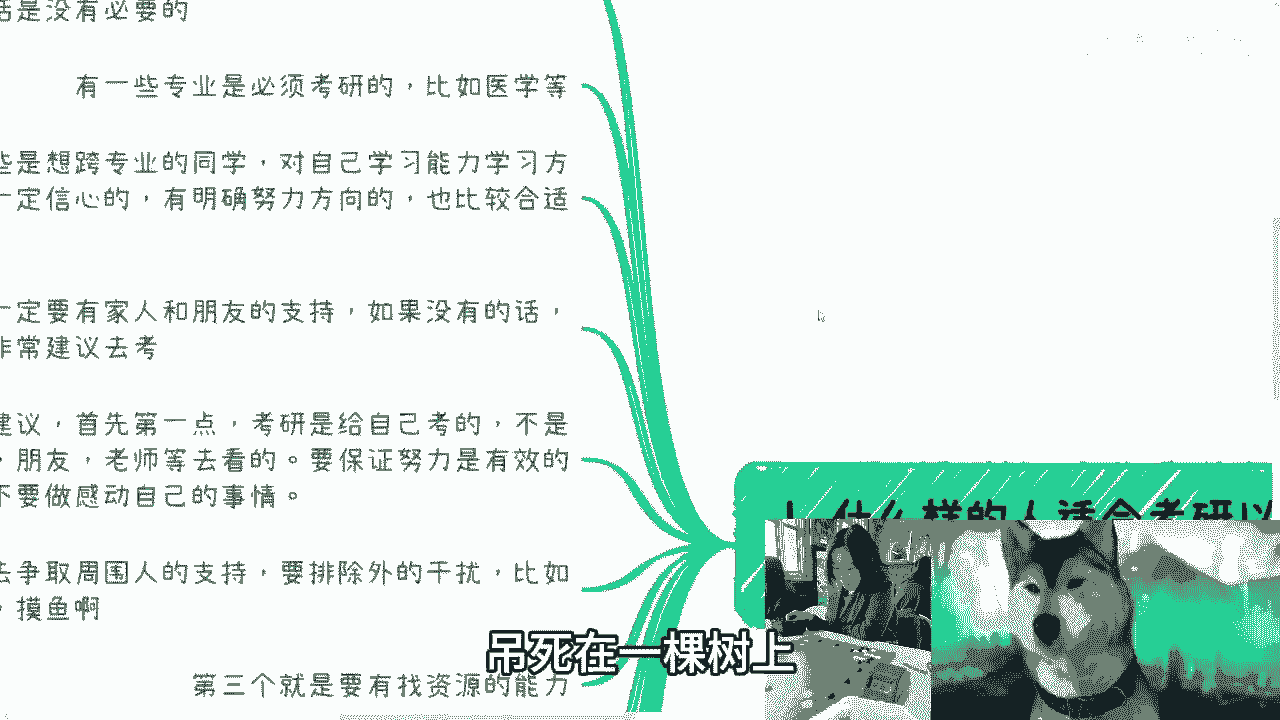 是没有必要的
有一些专业是必须考研的，比如医学等
些是想跨专业的同学，对自己学习能力学习方
一定信心的，有明确努力方向的，也比较合适
一定要有家人和朋友的支持，如果没有的话，
非常建议去考
建议，首先第一点，考研是给自己考的，不是
，朋友，老师等去看的。要保证努力是有效的
不要做感动自己的事情。
去争取周围人的支持，要排除外的干扰，比如
，摸鱼啊
第三个就是要有找资源的能力
什么样的人适合考研以
吊死在一棵树上